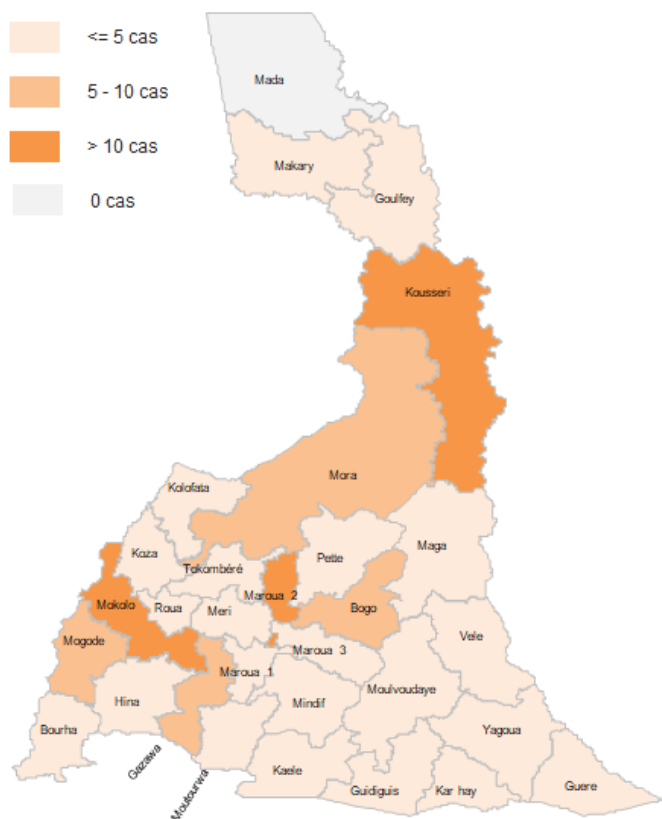 <= 5 cas
5 - 10 cas
> 10 cas
0 cas
Mada
Makary
Goulfey
Kousseri
Mora
Kolofata
Koza
Tokombéré
Pette
Maga
Maroua 2
Mokolo
Roua
Meri
Bogo
Mogode
Vele
Maroua 3
Maroua 1
Moulvoudaye
Hina
Mindif
Bourha
Yagoua
Gazawa
Moutourwa
Kaele
Guidiguis
Kar hay
Guere